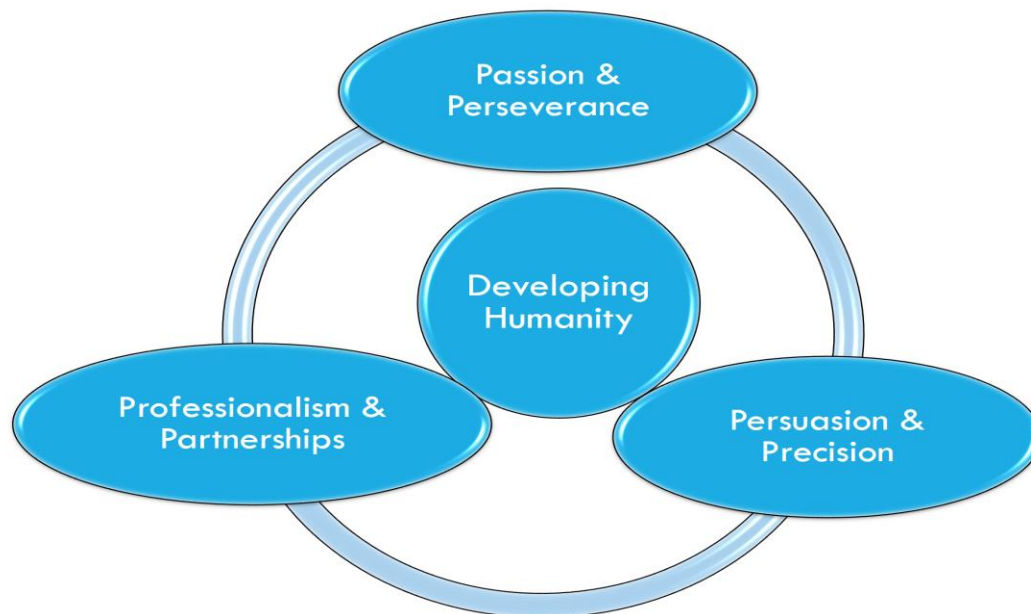 Passion &
Perseverance
Developing
Humanity
Professionalism &
Partnerships
Persuasion &
Precision